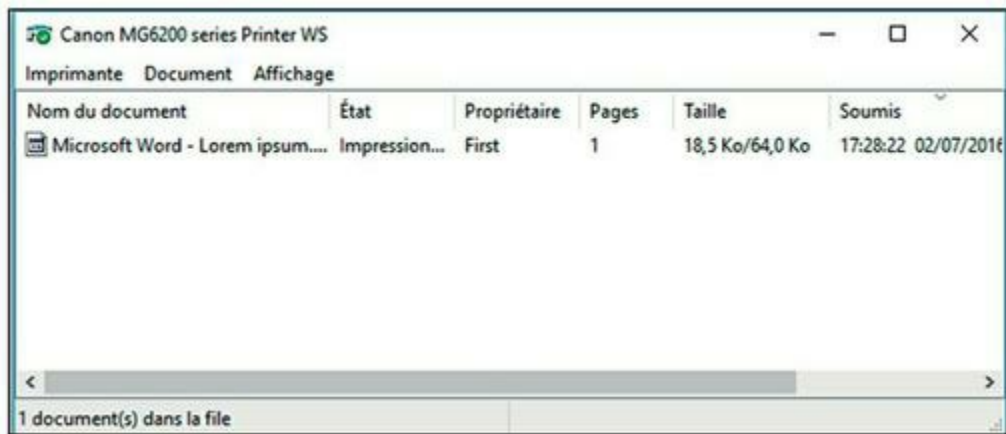 Canon MG6200 series Printer WS
Imprimante Document Affichage
Nom du document État Propriétaire Pages Taille Soumis
Microsoft Word - Lorem ipsum.... Impression... First 1 18,5 Ko/64,0 Ko 17:28:22 02/07/2016
1 document(s) dans la file